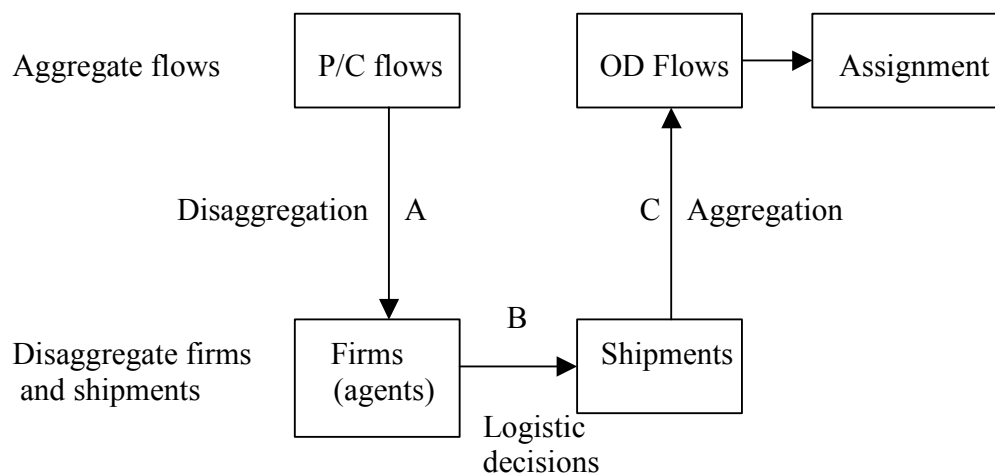 Aggregate flows
P/C flows
OD Flows
Assignment
Disaggregation
A
C
Aggregation
B
Disaggregate firms
and shipments
Firms
(agents)
Shipments
Logistic
decisions